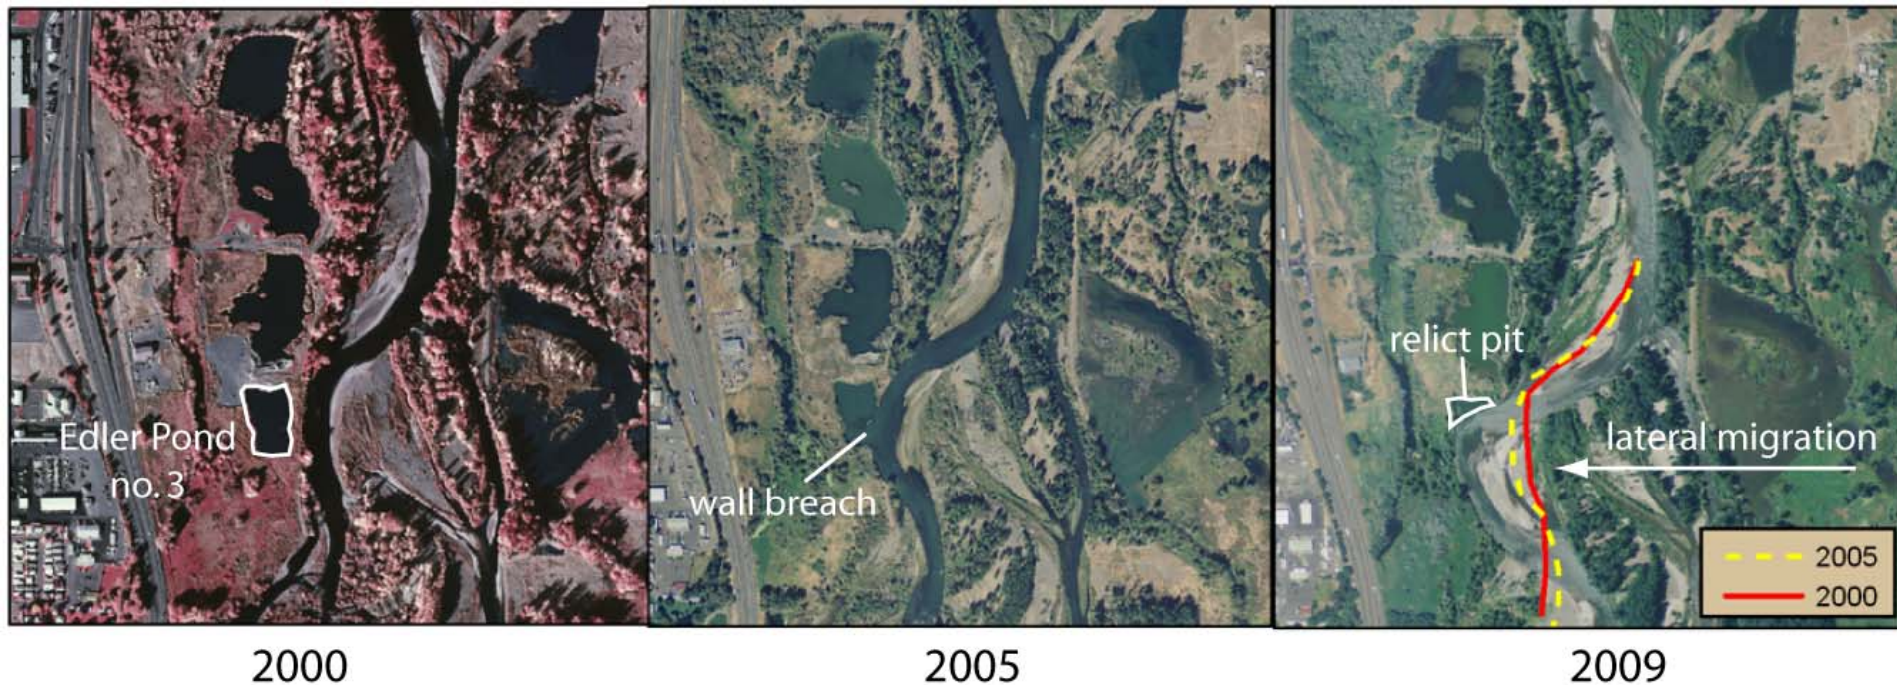 Edler Pond
no. 3
wall breach
relict pit
lateral migration
2005
2000
2000
2005
2009